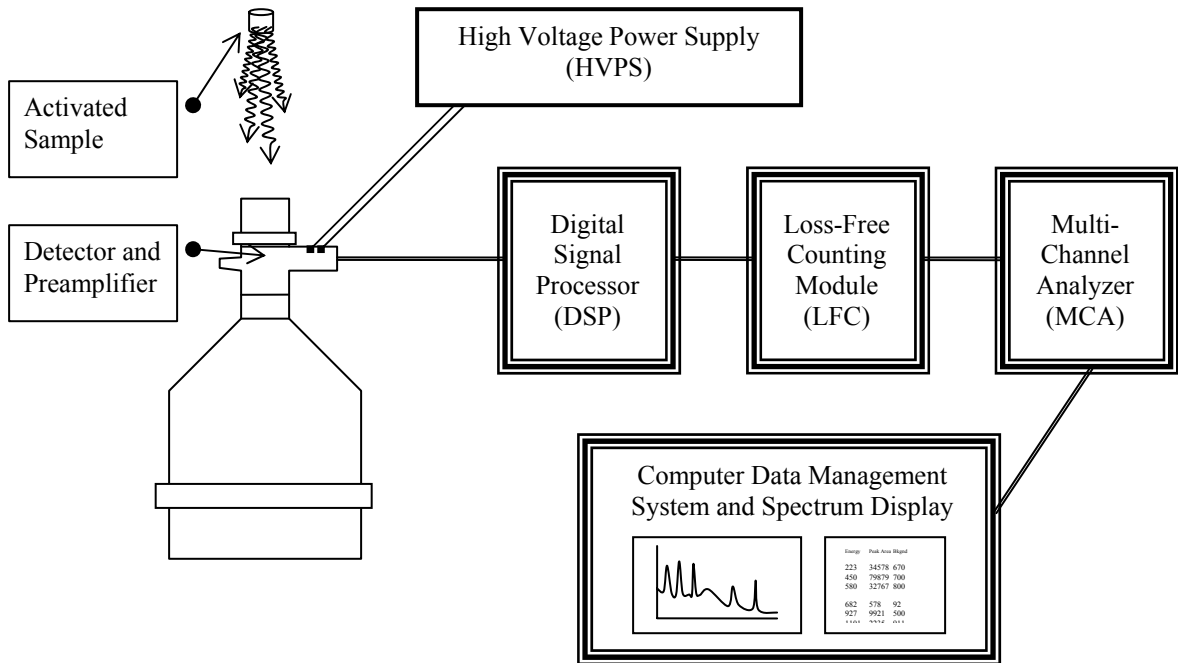 High Voltage Power Supply
(HVPS)
Activated
Sample
Detector and
Preamplifier
Digital
Signal
Processor
(DSP)
Loss-Free
Counting
Module
(LFC)
Multi-
Channel
Analyzer
(MCA)
Computer Data Management
System and Spectrum Display
Energy Peak Area Bkgnd
223 34578 670
450 79879 700
580 32767 800
682 578 92
927 9921 500